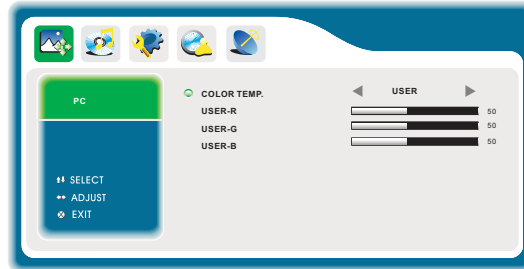 PC
SELECT
ADJUST
EXIT
COLOR TEMP. USER
USER-R 50
USER-G 50
USER-B 50